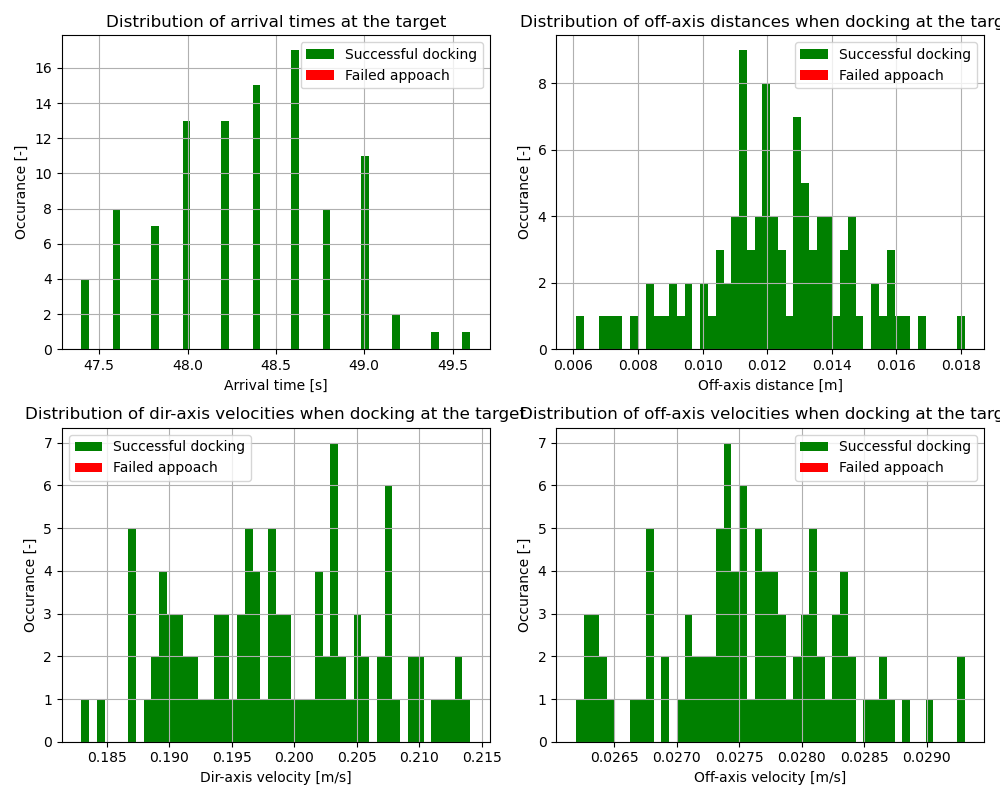 Distribution of arrival times at the target
Successful docking
Failed appoach
16
14
12
10
8
6
4
2
0
Occurance [-]
47.5 48.0 48.5 49.0 49.5
Arrival time [s]
Distribution of off-axis distances when docking at the targ
Successful docking
Failed appoach
8
6
4
2
0
Occurance [-]
0.006 0.008 0.010 0.012 0.014 0.016 0.018
Off-axis distance [m]
Distribution of dir-axis velocities when docking at the target
Successful docking
Failed appoach
7
6
5
4
3
2
1
0
Occurance [-]
0.185 0.190 0.195 0.200 0.205 0.210 0.215
Dir-axis velocity [m/s]
Distribution of off-axis velocities when docking at the targ
Successful docking
Failed appoach
7
6
5
4
3
2
1
0
Occurance [-]
0.0265 0.0270 0.0275 0.0280 0.0285 0.0290
Off-axis velocity [m/s]